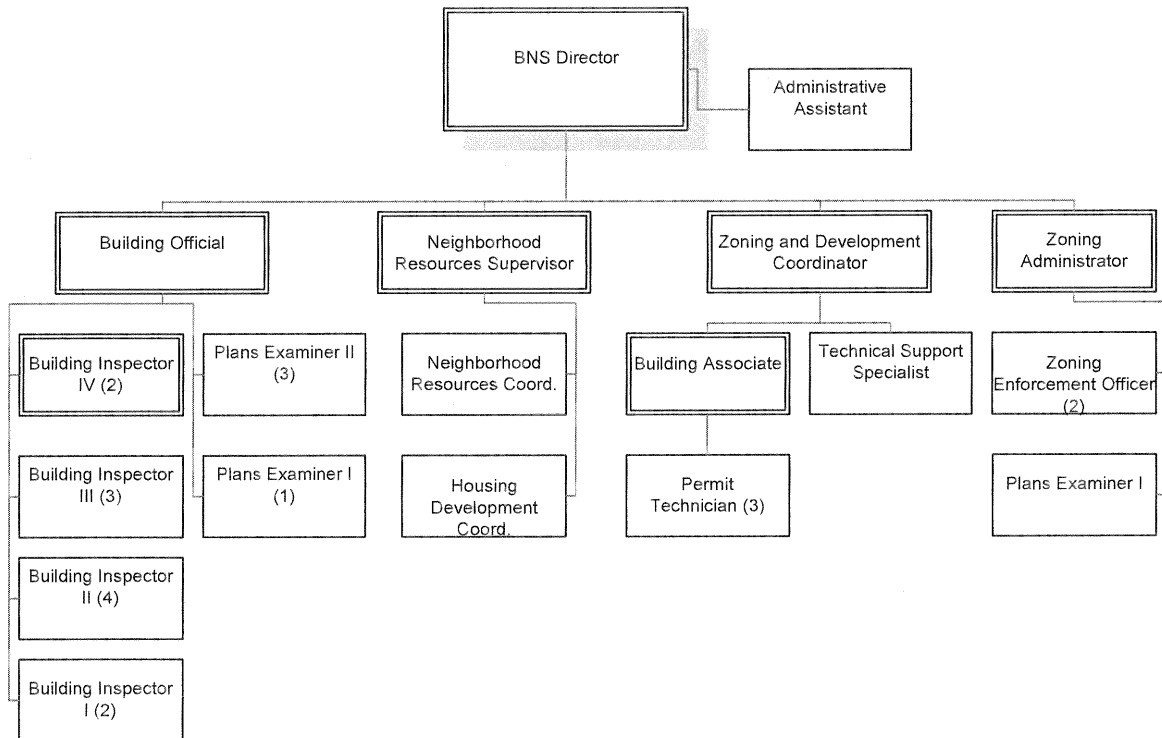 BNS Director
Administrative
Assistant
Building Official
Neighborhood
Resources Supervisor
Zoning and Development
Coordinator
Zoning
Administrator
Building Inspector
IV (2)
Plans Examiner II
(3)
Neighborhood
Resources Coord.
Building Associate
Technical Support
Specialist
Zoning
Enforcement Officer
(2)
Building Inspector
III (3)
Plans Examiner I
(1)
Housing
Development
Coord.
Permit
Technician (3)
Plans Examiner I
Building Inspector
II (4)
Building Inspector
I (2)